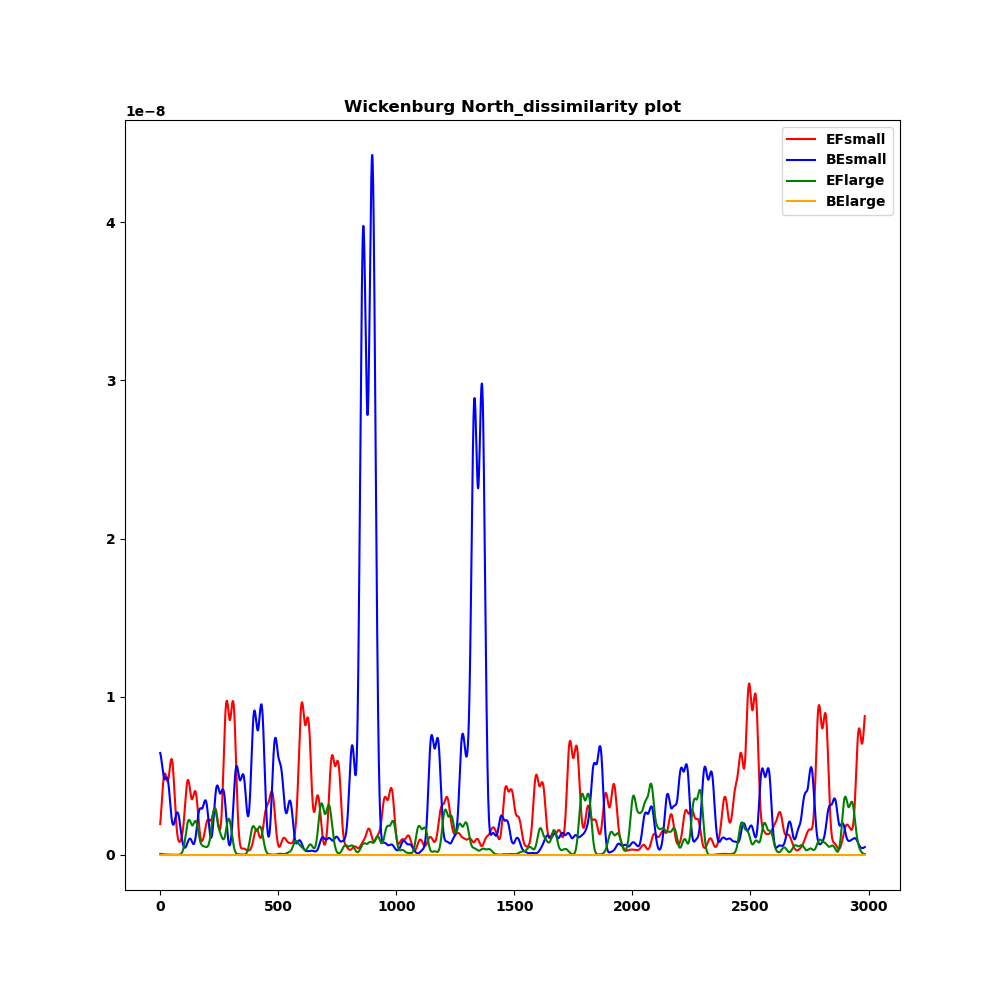 Wickenburg North_dissimilarity plot
1e−8
EFsmall
BEsmall
EFlarge
BElarge
4
3
2
1
0
0 500 1000 1500 2000 2500 3000